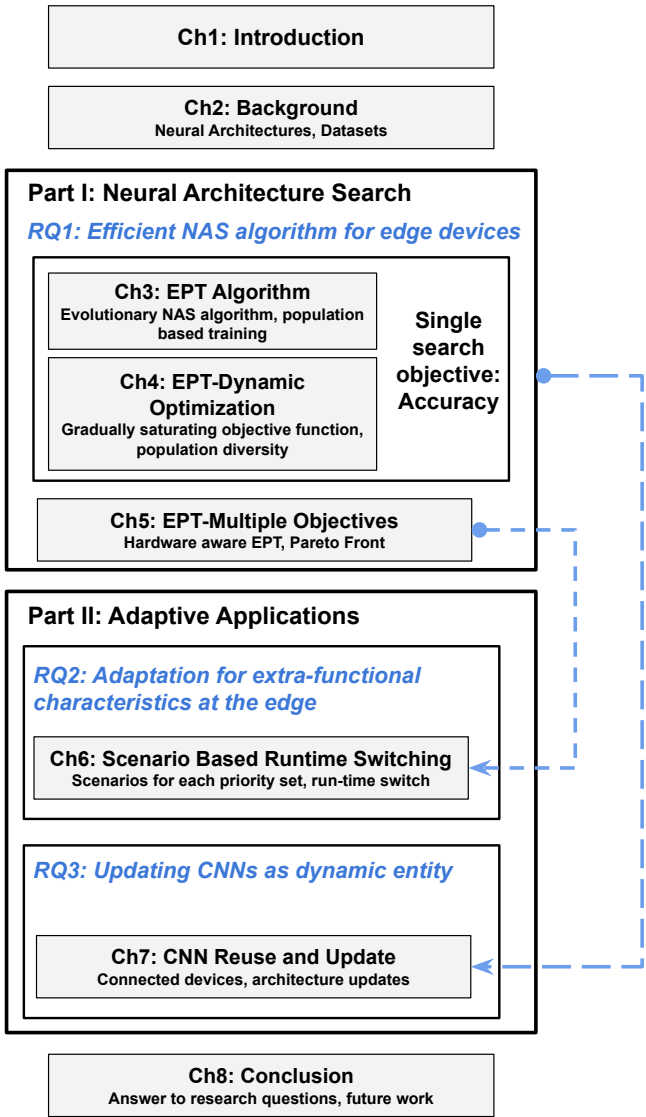 Ch1: Introduction
Ch2: Background
Neural Architectures, Datasets
Part I: Neural Architecture Search
RQ1: Efficient NAS algorithm for edge devices
Ch3: EPT Algorithm
Evolutionary NAS algorithm, population
based training
Ch4: EPT-Dynamic
Optimization
Gradually saturating objective function,
population diversity
Single
search
objective:
Accuracy
Ch5: EPT-Multiple Objectives
Hardware aware EPT, Pareto Front
Part II: Adaptive Applications
RQ2: Adaptation for extra-functional
characteristics at the edge
Ch6: Scenario Based Runtime Switching
Scenarios for each priority set, run-time switch
RQ3: Updating CNNs as dynamic entity
Ch7: CNN Reuse and Update
Connected devices, architecture updates
Ch8: Conclusion
Answer to research questions, future work